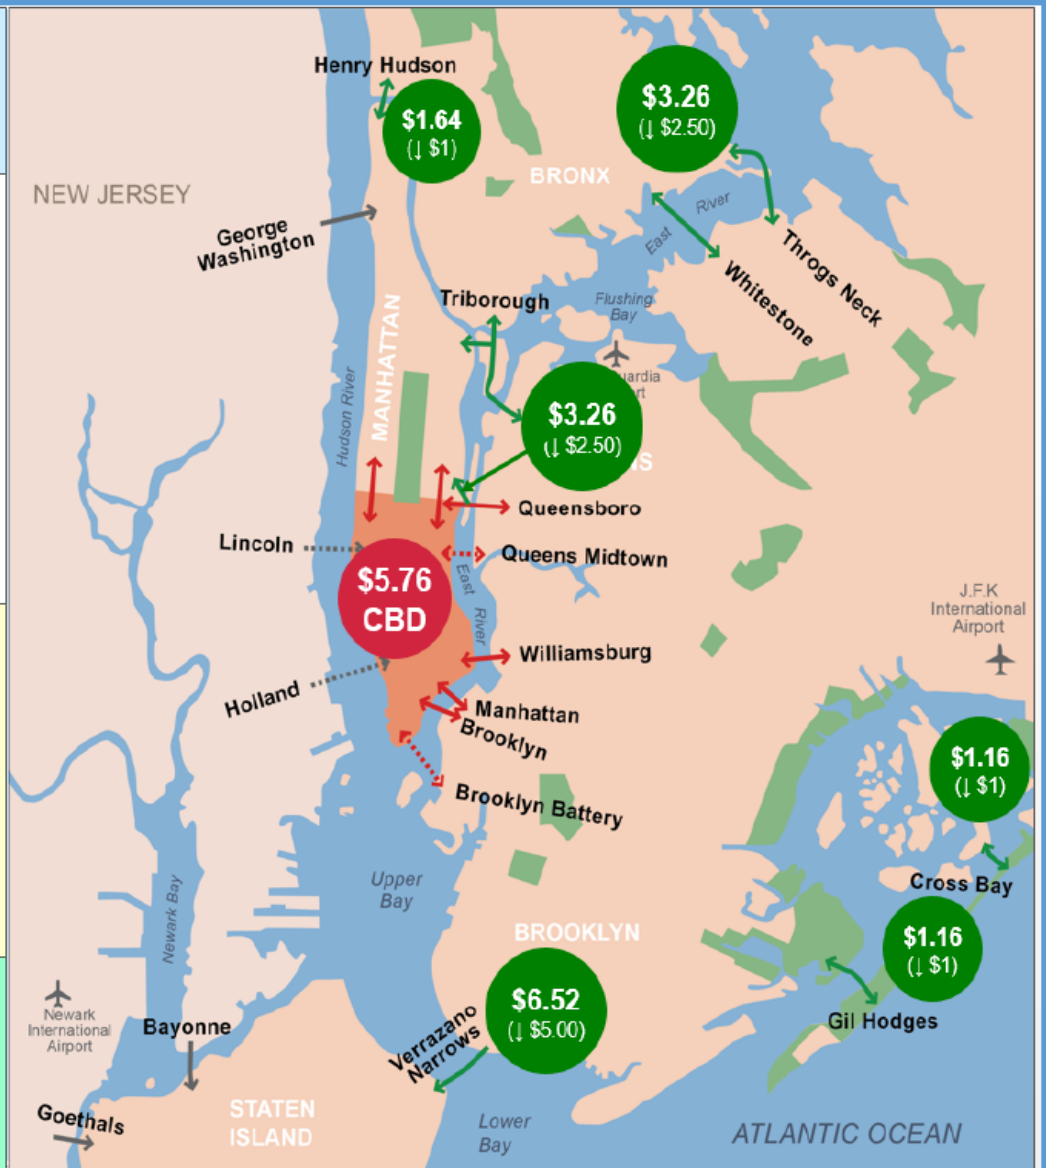 Henry Hudson
$1.64
(↓ $1)
$3.26
(↓ $2.50)
BRONX
NEW JERSEY
George
Washington
East
River
Throgs Neck
Whitestone
Triborough
Flushing
Bay
MANHATTAN
Hudson River
$3.26
(↓ $2.50)
Queensboro
Lincoln
Queens Midtown
$5.76
CBD
East
River
J.F.K
International
Airport
Williamsburg
Holland
Manhattan
Brooklyn
$1.16
(↓ $1)
Brooklyn Battery
Upper
Bay
Cross Bay
Newark Bay
BROOKLYN
$1.16
(↓ $1)
$6.52
(↓ $5.00)
Newark
International
Airport
Bayonne
Verrazano
Narrows
Gil Hodges
Goethals
STATEN
ISLAND
Lower
Bay
ATLANTIC OCEAN